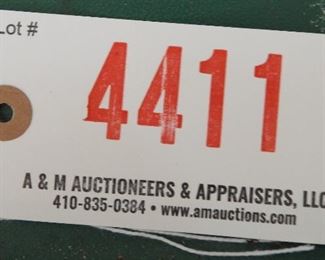 Lot #
4411
A & M AUCTIONEERS & APPRAISERS, LLC
410-835-0384 • www.amauctions.com